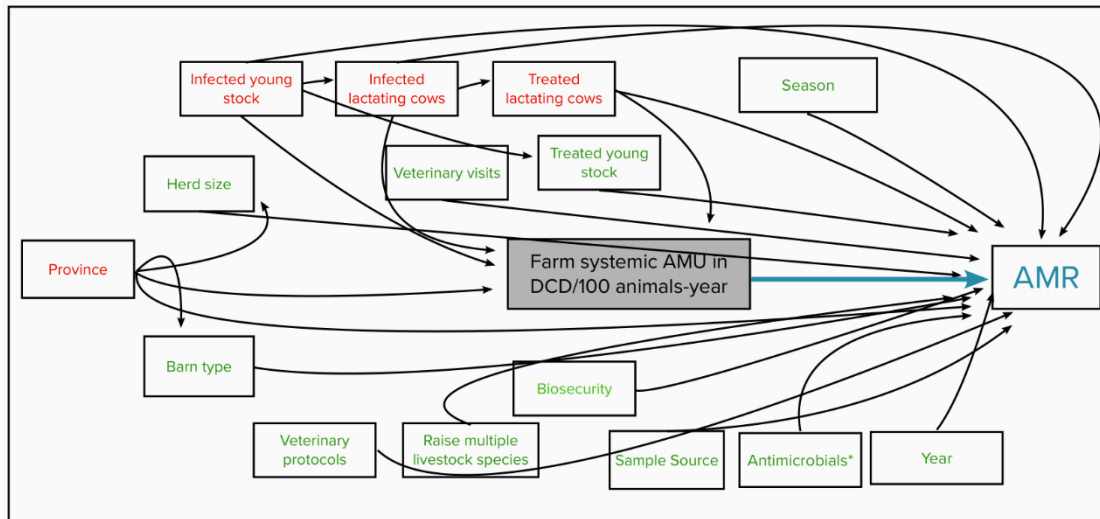 Infected young
stock
Infected
lactating cows
Treated
lactating cows
Season
Herd size
Veterinary visits
Treated young
stock
Province
Farm systemic AMU in
DCD/100 animals-year
AMR
Barn type
Biosecurity
Veterinary
protocols
Raise multiple
livestock species
Sample Source
Antimicrobials*
Year